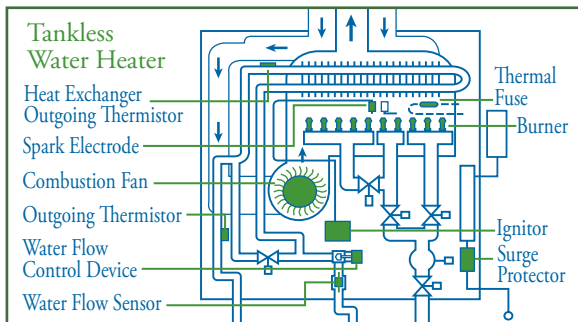 Tankless
Water Heater
Heat Exchanger
Outgoing Thermistor
Spark Electrode
Combustion Fan
Outgoing Thermistor
Water Flow
Control Device
Water Flow Sensor
Thermal
Fuse
Burner
Ignitor
Surge
Protector